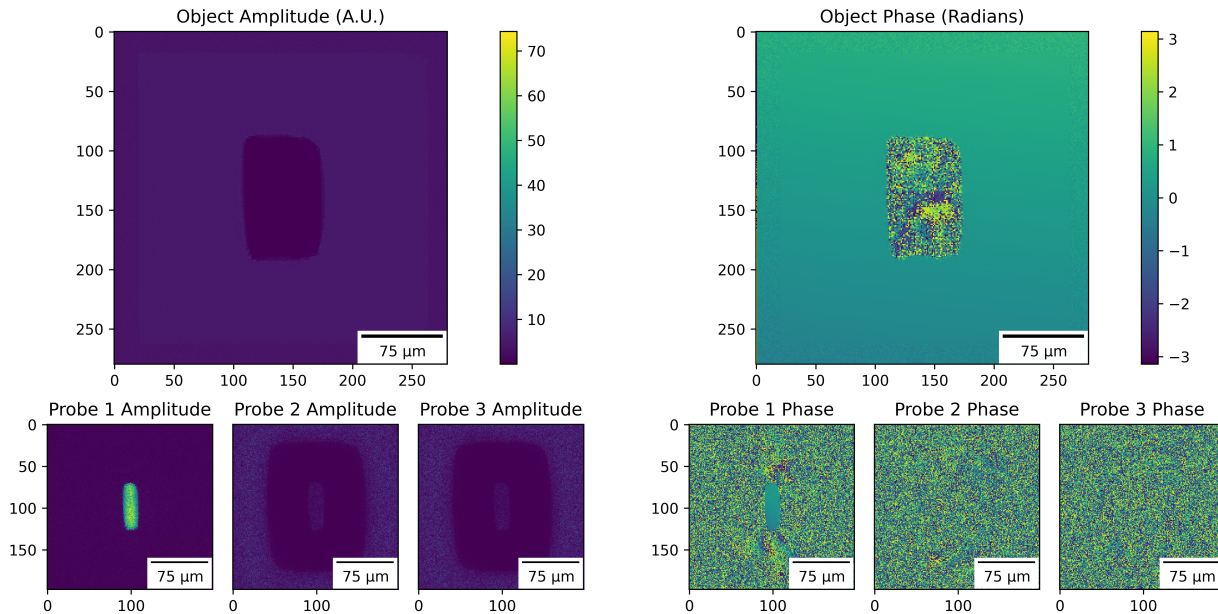 Object Amplitude (A.U.)
0
50
100
150
200
250
0 50 100 150 200 250
75 µm
70
60
50
40
30
20
10
Object Phase (Radians)
0
50
100
150
200
250
0 50 100 150 200 250
75 µm
3
2
1
0
−1
−2
−3
Probe 1 Amplitude
0
50
100
150
100
75 µm
Probe 2 Amplitude
0 100
75 µm
Probe 3 Amplitude
0 100
75 µm
Probe 1 Phase
0
50
100
150
100
75 µm
Probe 2 Phase
0 100
75 µm
Probe 3 Phase
0 100
75 µm